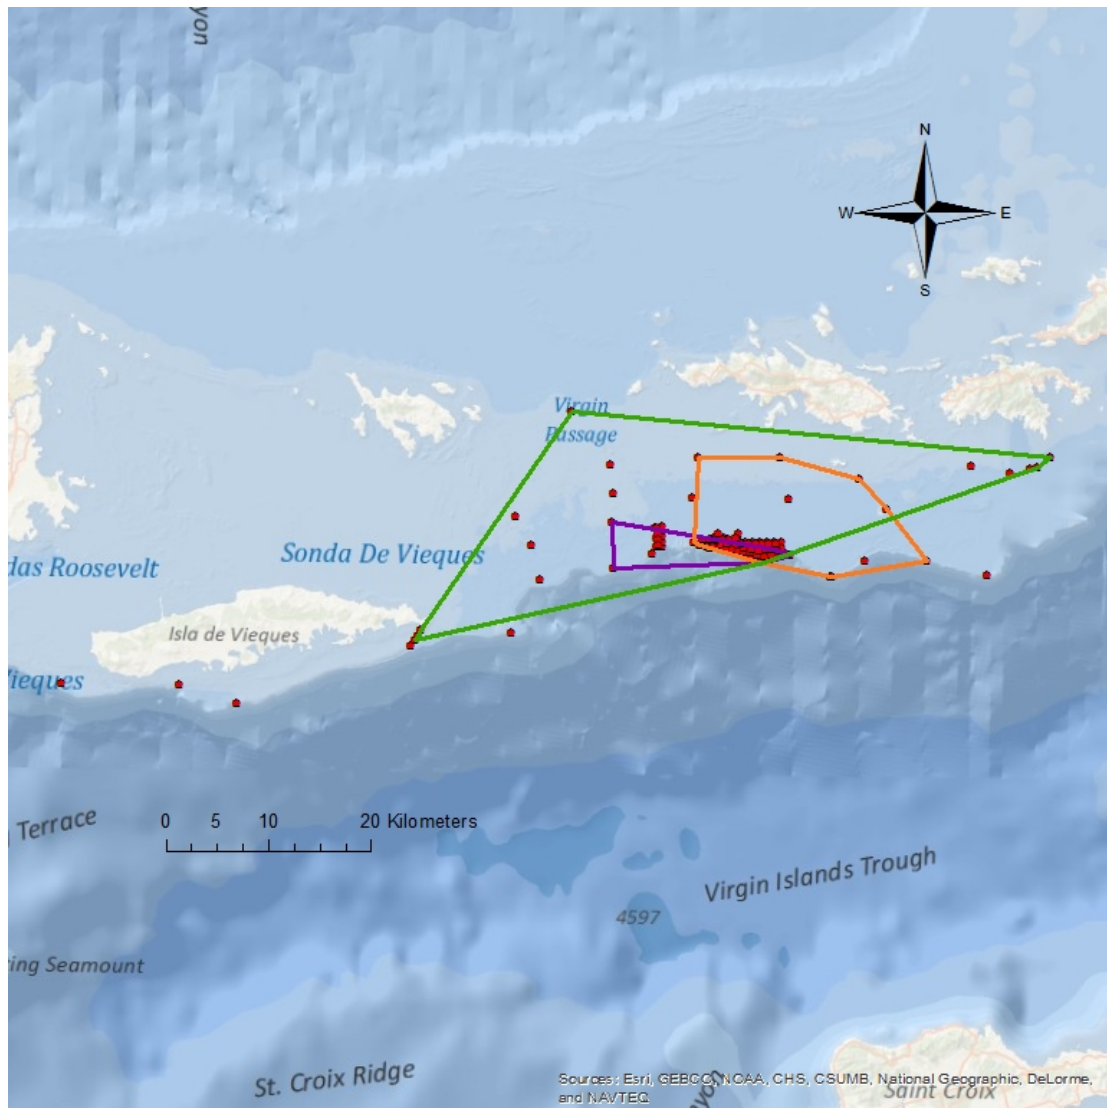 yon
N
W
E
S
Virgin
Passage
Sonda De Vieques
das Roosevelt
Isla de Vieques
Vieques
0 5 10 20 Kilometers
Terrace
Virgin Islands Trough
4597
ing Seamount
St. Croix Ridge
yon
Saint Croix
Sources: Esri, GEBCO, NOAA, CHS, CSUMB, National Geographic, DeLorme,
and NAVTEQ